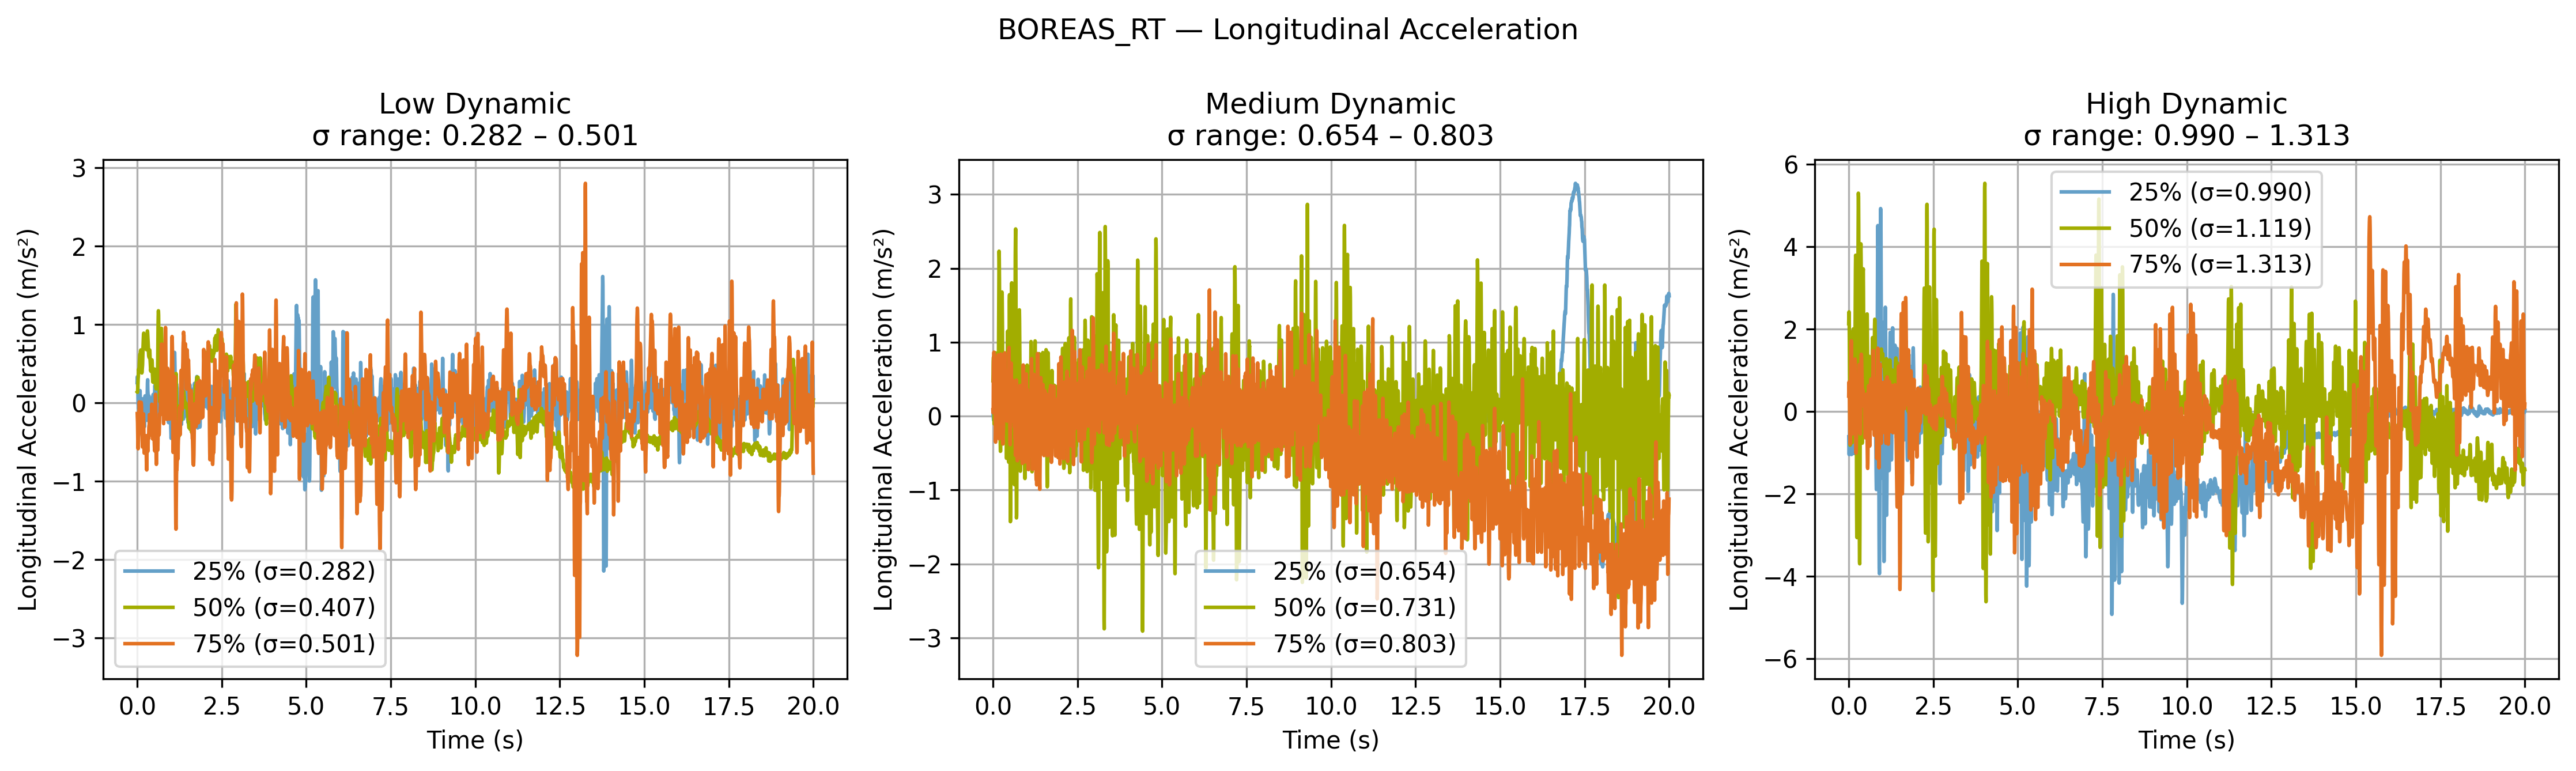 BOREAS_RT — Longitudinal Acceleration
Low Dynamic
σ range: 0.282 – 0.501
Longitudinal Acceleration (m/s²)
3
2
1
0
−1
−2
−3
25% (σ=0.282)
50% (σ=0.407)
75% (σ=0.501)
0.0 2.5 5.0 7.5 10.0 12.5 15.0 17.5 20.0
Time (s)
Medium Dynamic
σ range: 0.654 – 0.803
Longitudinal Acceleration (m/s²)
3
2
1
0
−1
−2
−3
25% (σ=0.654)
50% (σ=0.731)
75% (σ=0.803)
0.0 2.5 5.0 7.5 10.0 12.5 15.0 17.5 20.0
Time (s)
High Dynamic
σ range: 0.990 – 1.313
Longitudinal Acceleration (m/s²)
6
4
2
0
−2
−4
−6
25% (σ=0.990)
50% (σ=1.119)
75% (σ=1.313)
0.0 2.5 5.0 7.5 10.0 12.5 15.0 17.5 20.0
Time (s)